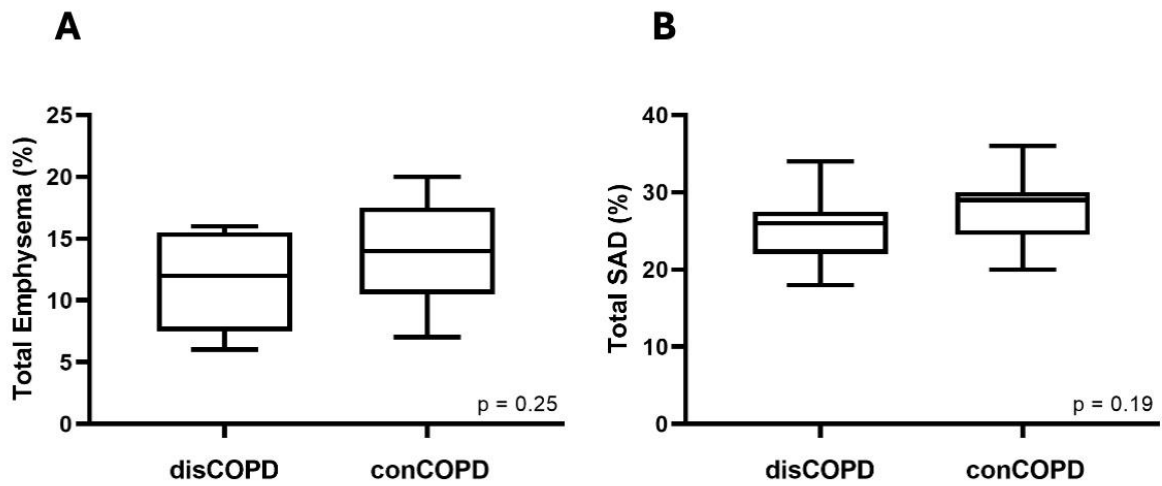 A
Total Emphysema (%)
25
20
15
10
5
0
p = 0.25
disCOPD conCOPD
B
Total SAD (%)
40
30
20
10
0
p = 0.19
disCOPD conCOPD